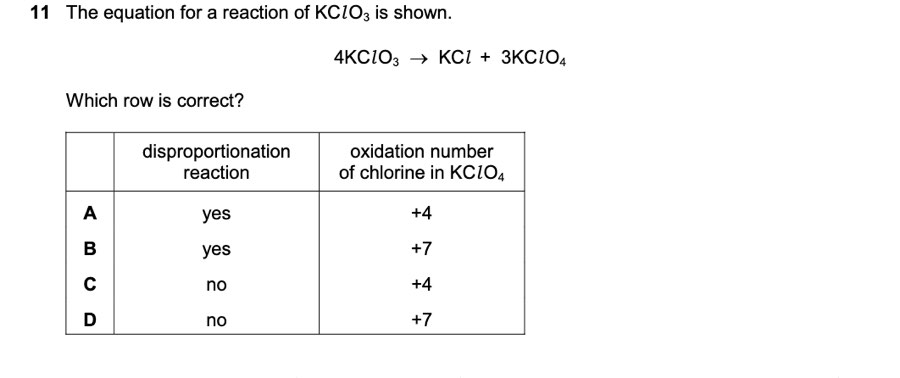 11 The equation for a reaction of KClO₃ is shown.
4KClO₃ → KCl + 3KClO₄
Which row is correct?
disproportionation reaction | oxidation number of chlorine in KClO₄
A yes +4
B yes +7
C no +4
D no +7